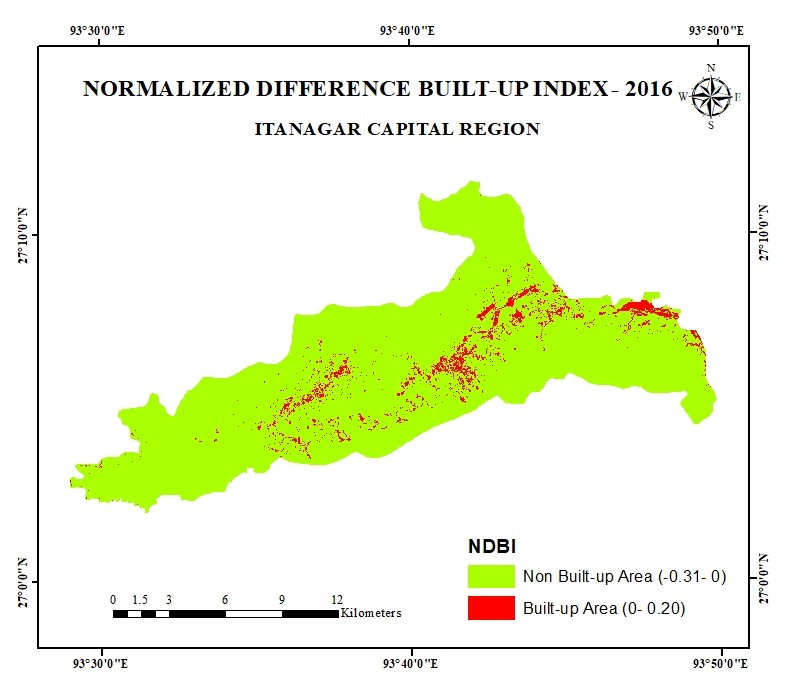 93°30'0"E 93°40'0"E 93°50'0"E
NORMALIZED DIFFERENCE BUILT-UP INDEX- 2016
ITANAGAR CAPITAL REGION
N
W E
S
27°10'0"N 27°10'0"N
NDBI
Non Built-up Area (-0.31- 0)
Built-up Area (0- 0.20)
27°0'0"N 27°0'0"N
0 1.5 3 6 9 12
Kilometers
93°30'0"E 93°40'0"E 93°50'0"E